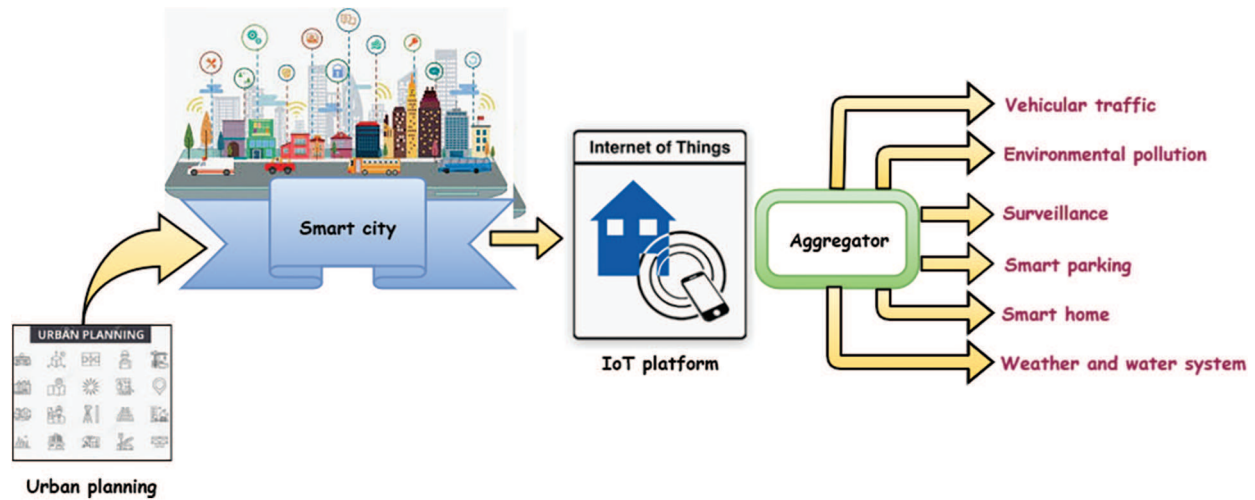 Smart city
URBAN PLANNING
Urban planning
Internet of Things
IoT platform
Aggregator
Vehicular traffic
Environmental pollution
Surveillance
Smart parking
Smart home
Weather and water system